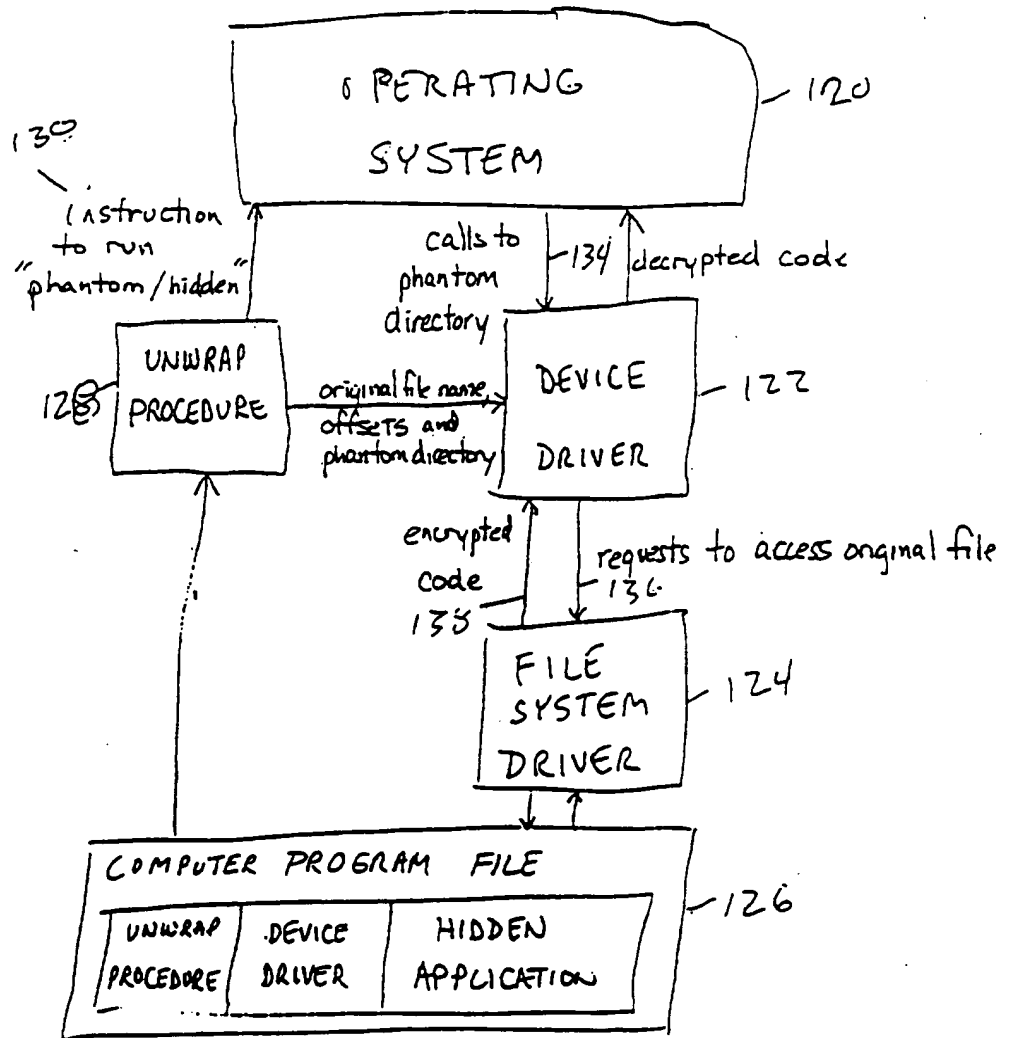 OPERATING
SYSTEM
120
130
instruction
to run
"phantom/hidden"
calls to
phantom
directory
134
decrypted code
UNWRAP
PROCEDURE
128
original file name,
offsets and
phantom directory
DEVICE
DRIVER
122
encrypted
code
138
requests to access original file
136
FILE
SYSTEM
DRIVER
124
COMPUTER PROGRAM FILE
126
UNWRAP
PROCEDURE
DEVICE
DRIVER
HIDDEN
APPLICATION